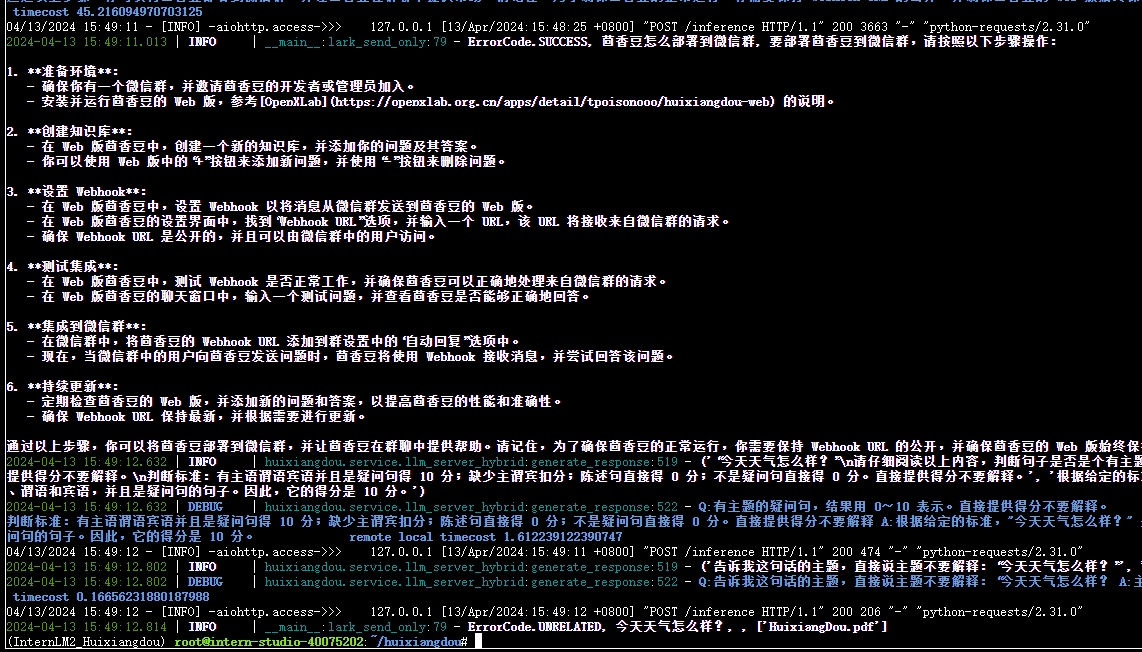 timecost 45.216094970703125
04/13/2024 15:49:11 - [INFO] -aiohttp.access->>>    127.0.0.1 [13/Apr/2024:15:48:25 +0800] "POST /inference HTTP/1.1" 200 3663 "-" "python-requests/2.31.0"
2024-04-13 15:49:11.013 | INFO     | __main__:lark_send_only:79 - ErrorCode.SUCCESS, 茴香豆怎么部署到微信群, 要部署茴香豆到微信群，请按照以下步骤操作：
1. **准备环境**：
- 确保你有一个微信群，并邀请茴香豆的开发者或管理员加入。
- 安装并运行茴香豆的 Web 版，参考[OpenXLab](https://openxlab.org.cn/apps/detail/tpoisonooo/huixiangdou-web) 的说明。
2. **创建知识库**：
- 在 Web 版茴香豆中，创建一个新的知识库，并添加你的问题及其答案。
- 你可以使用 Web 版中的“+”按钮来添加新问题，并使用“-”按钮来删除问题。
3. **设置 Webhook**：
- 在 Web 版茴香豆中，设置 Webhook 以将消息从微信群发送到茴香豆的 Web 版。
- 在 Web 版茴香豆的设置界面中，找到“Webhook URL”选项，并输入一个 URL，该 URL 将接收来自微信群的请求。
- 确保 Webhook URL 是公开的，并且可以由微信群中的用户访问。
4. **测试集成**：
- 在 Web 版茴香豆中，测试 Webhook 是否正常工作，并确保茴香豆可以正确地处理来自微信群的请求。
- 在 Web 版茴香豆的聊天窗口中，输入一个测试问题，并查看茴香豆是否能够正确地回答。
5. **集成到微信群**：
- 在微信群中，将茴香豆的 Webhook URL 添加到群设置中的“自动回复”选项中。
- 现在，当微信群中的用户向茴香豆发送问题时，茴香豆将使用 Webhook 接收消息，并尝试回答该问题。
6. **持续更新**：
- 定期检查茴香豆的 Web 版，并添加新的问题和答案，以提高茴香豆的性能和准确性。
- 确保 Webhook URL 保持最新，并根据需要进行更新。
通过以上步骤，你可以将茴香豆部署到微信群，并让茴香豆在群聊中提供帮助。请记住，为了确保茴香豆的正常运行，你需要保持 Webhook URL 的公开，并确保茴香豆的 Web 版始终保
2024-04-13 15:49:12.632 | INFO     | huixiangdou.service.llm_server_hybrid:generate_response:519 - ('“今天天气怎么样？”\n请仔细阅读以上内容，判断句子是否是个有主题
提供得分不要解释。\n判断标准：有主语谓语宾语并且是疑问句得 10 分；缺少主谓宾扣分；陈述句直接得 0 分；不是疑问句直接得 0 分。直接提供得分不要解释。', '根据给定的标
、谓语和宾语，并且是疑问句的句子。因此，它的得分是 10 分。')
2024-04-13 15:49:12.632 | DEBUG    | huixiangdou.service.llm_server_hybrid:generate_response:522 - Q:有主题的疑问句，结果用 0～10 表示。直接提供得分不要解释。
判断标准：有主语谓语宾语并且是疑问句得 10 分；缺少主谓宾扣分；陈述句直接得 0 分；不是疑问句直接得 0 分。直接提供得分不要解释 A:根据给定的标准，"今天天气怎么样？"
问句的句子。因此，它的得分是 10 分。            remote local timecost 1.612239122390747
04/13/2024 15:49:12 - [INFO] -aiohttp.access->>>    127.0.0.1 [13/Apr/2024:15:49:11 +0800] "POST /inference HTTP/1.1" 200 474 "-" "python-requests/2.31.0"
2024-04-13 15:49:12.802 | INFO     | huixiangdou.service.llm_server_hybrid:generate_response:519 - ('告诉我这句话的主题，直接说主题不要解释：“今天天气怎么样？”',
2024-04-13 15:49:12.802 | DEBUG    | huixiangdou.service.llm_server_hybrid:generate_response:522 - Q:告诉我这句话的主题，直接说主题不要解释：“今天天气怎么样？ A:主
timecost 0.16656231880187988
04/13/2024 15:49:12 - [INFO] -aiohttp.access->>>    127.0.0.1 [13/Apr/2024:15:49:12 +0800] "POST /inference HTTP/1.1" 200 206 "-" "python-requests/2.31.0"
2024-04-13 15:49:12.814 | INFO     | __main__:lark_send_only:79 - ErrorCode.UNRELATED, 今天天气怎么样？, , ['HuixiangDou.pdf']
(InternLM2_Huixiangdou) root@intern-studio-40075202:~/huixiangdou#